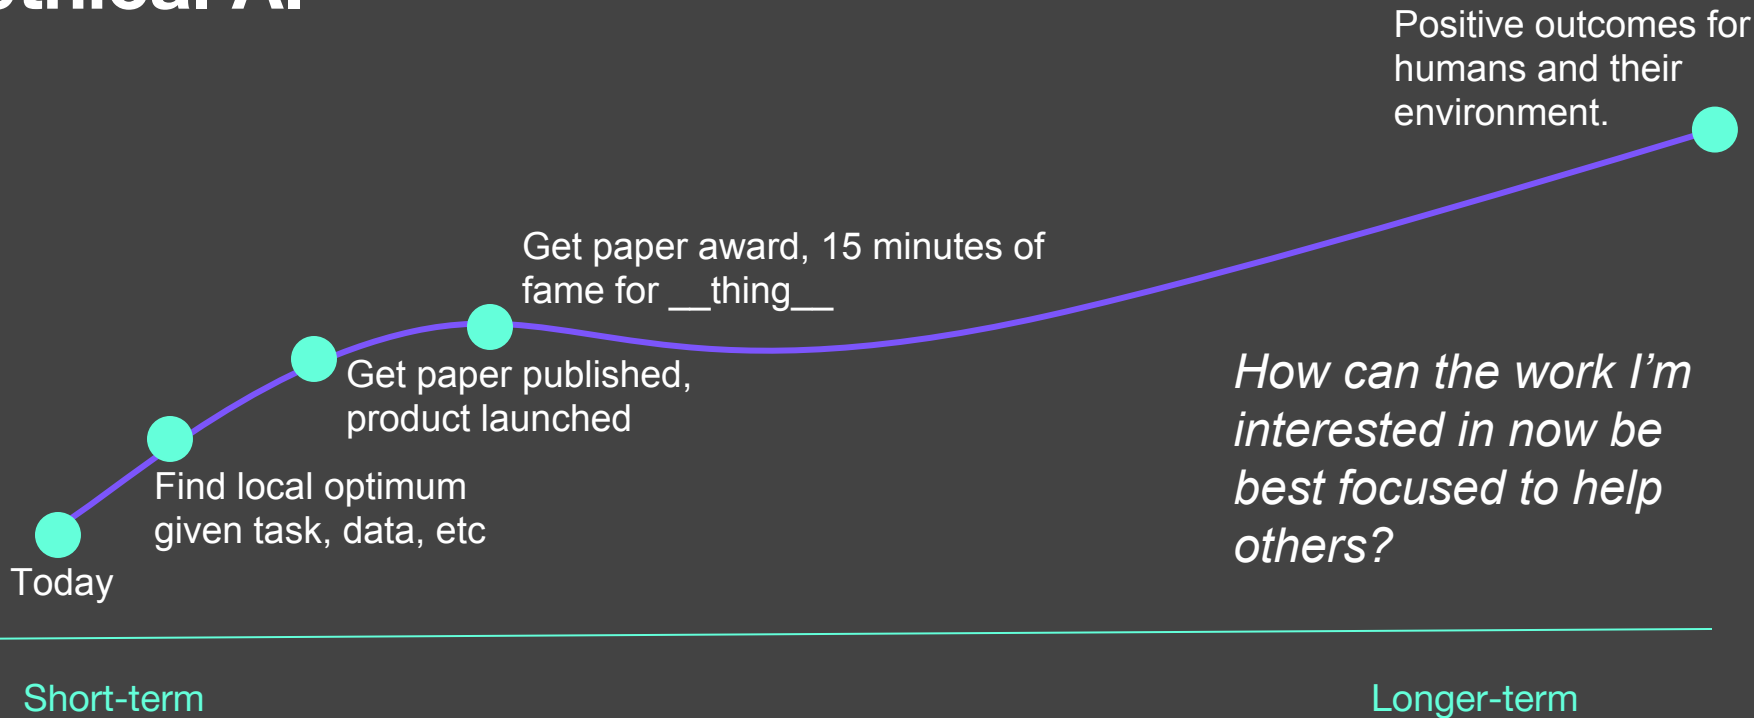 Positive outcomes for
humans and their
environment.
Get paper award, 15 minutes of
fame for __thing__
Get paper published,
product launched
How can the work I’m
interested in now be
best focused to help
others?
Find local optimum
given task, data, etc
Today
Short-term
Longer-term